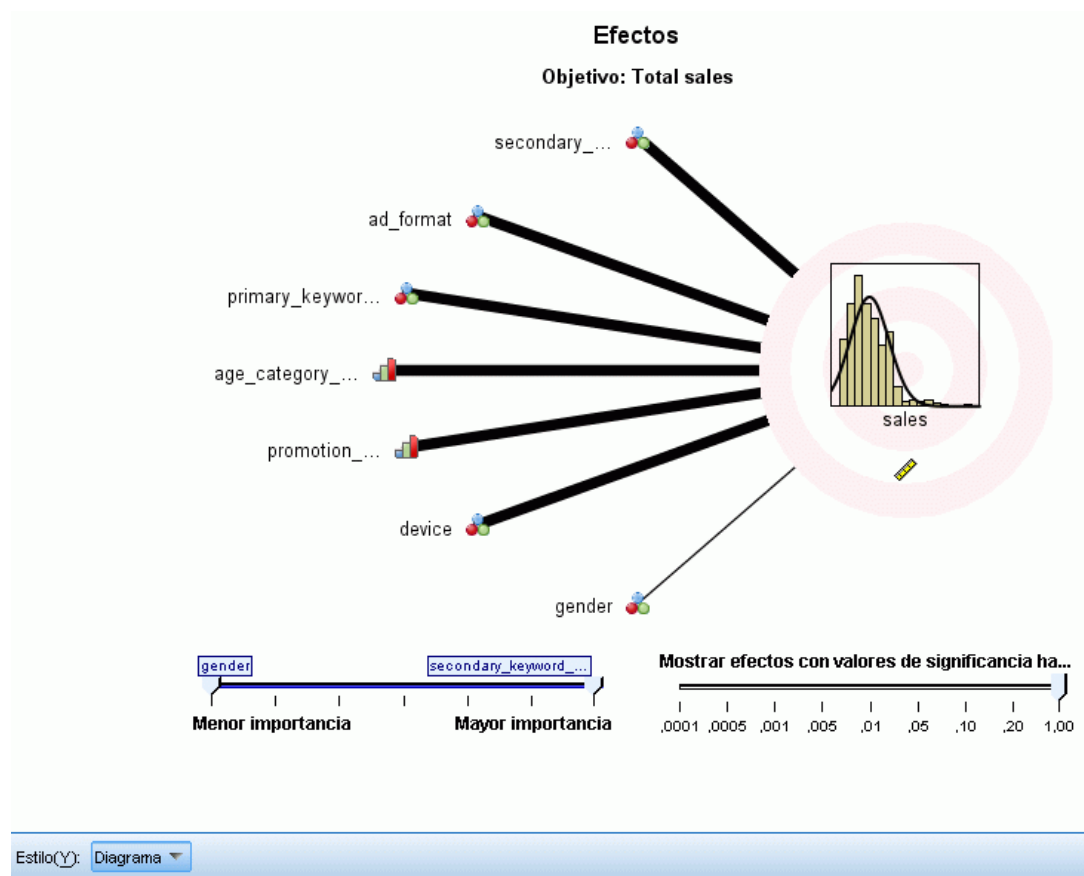 Efectos
Objetivo: Total sales
secondary_...
ad_format
primary_keywor...
age_category_...
promotion_...
device
gender
sales
gender
secondary_keyword_...
Menor importancia
Mayor importancia
Mostrar efectos con valores de significancia ha...
,0001 ,0005 ,001 ,005 ,01 ,05 ,10 ,20 1,00
Estilo(Y): Diagrama